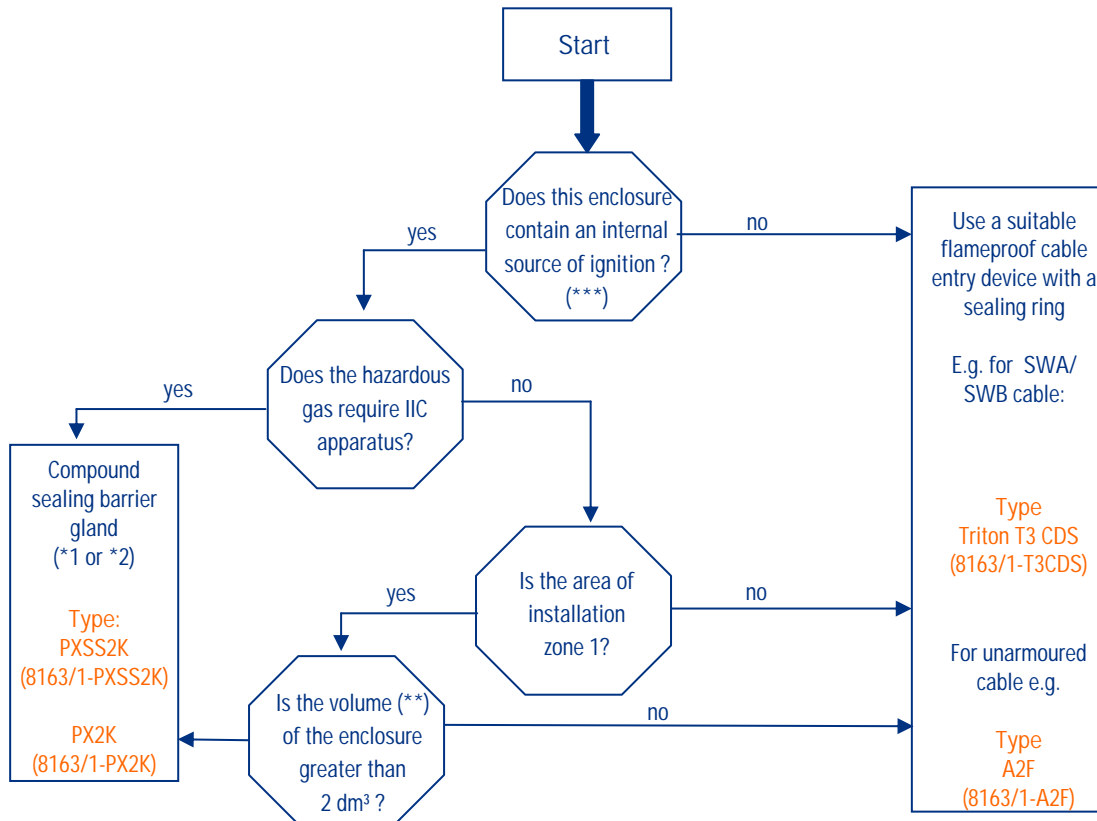 Start
Does this enclosure
contain an internal
source of ignition ?
(***)
yes
no
Does the hazardous
gas require IIC
apparatus?
yes
no
Compound
sealing barrier
gland
(*1 or *2)
Type:
PXSS2K
(8163/1-PXSS2K)
PX2K
(8163/1-PX2K)
Is the area of
installation
zone 1?
yes
no
Is the volume (**)
of the enclosure
greater than
2 dm³ ?
no
Use a suitable
flameproof cable
entry device with a
sealing ring
E.g. for SWA/
SWB cable:
Type
Triton T3 CDS
(8163/1-T3CDS)
For unarmoured
cable e.g.
Type
A2F
(8163/1-A2F)